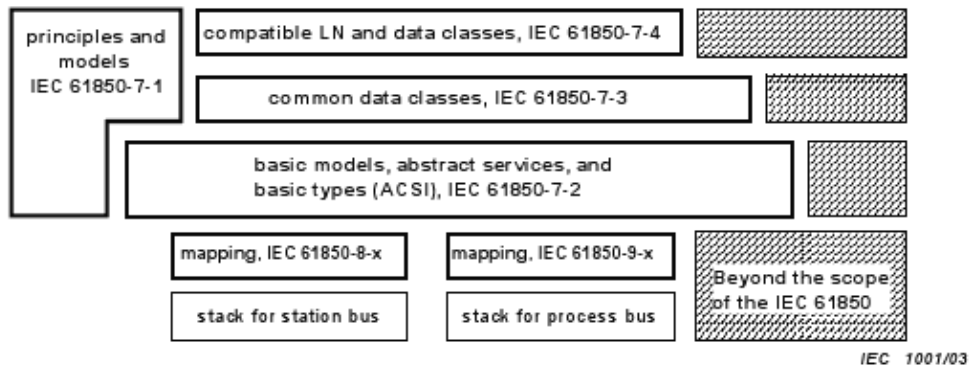 principles and
models
IEC 61850-7-1
compatible LN and data classes, IEC 61850-7-4
common data classes, IEC 61850-7-3
basic models, abstract services, and
basic types (ACSI), IEC 61850-7-2
mapping, IEC 61850-8-x
mapping, IEC 61850-9-x
stack for station bus
stack for process bus
Beyond the scope
of the IEC 61850
IEC 1001/03